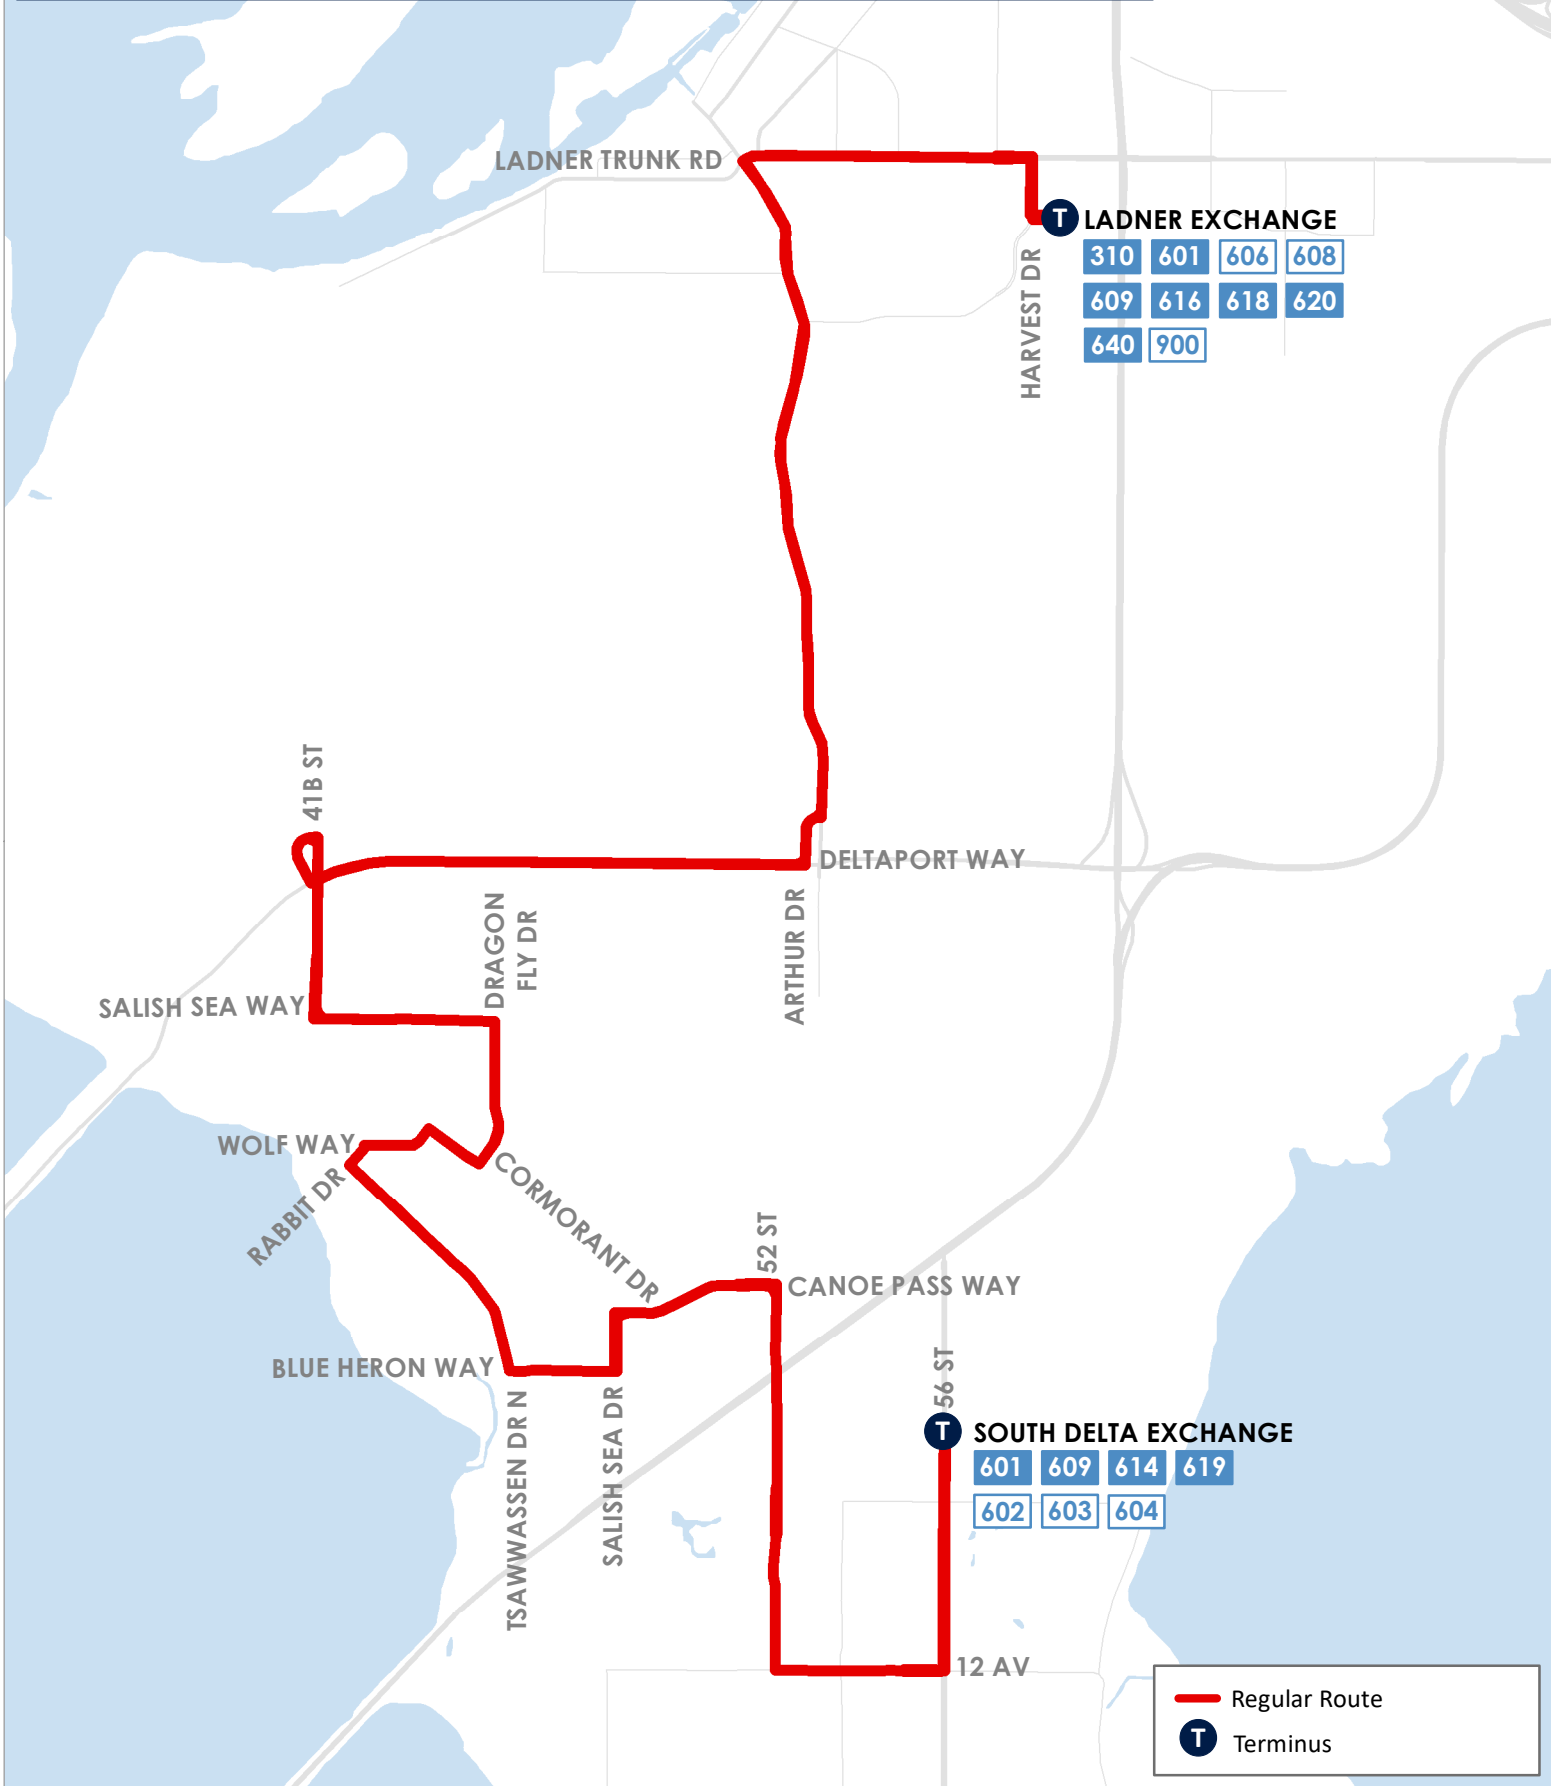 LADNER TRUNK RD
LADNER EXCHANGE
310 601 606 608
609 616 618 620
640 900
HARVEST DR
41B ST
DELTAPORT WAY
DRAGON
FLY DR
ARTHUR DR
SALISH SEA WAY
WOLF WAY
RABBIT DR
CORMORANT DR
52 ST
CANOE PASS WAY
BLUE HERON WAY
56 ST
TSAWWASSEN DR N
SALISH SEA DR
T SOUTH DELTA EXCHANGE
601 609 614 619
602 603 604
12 AV
Regular Route
T Terminus
T